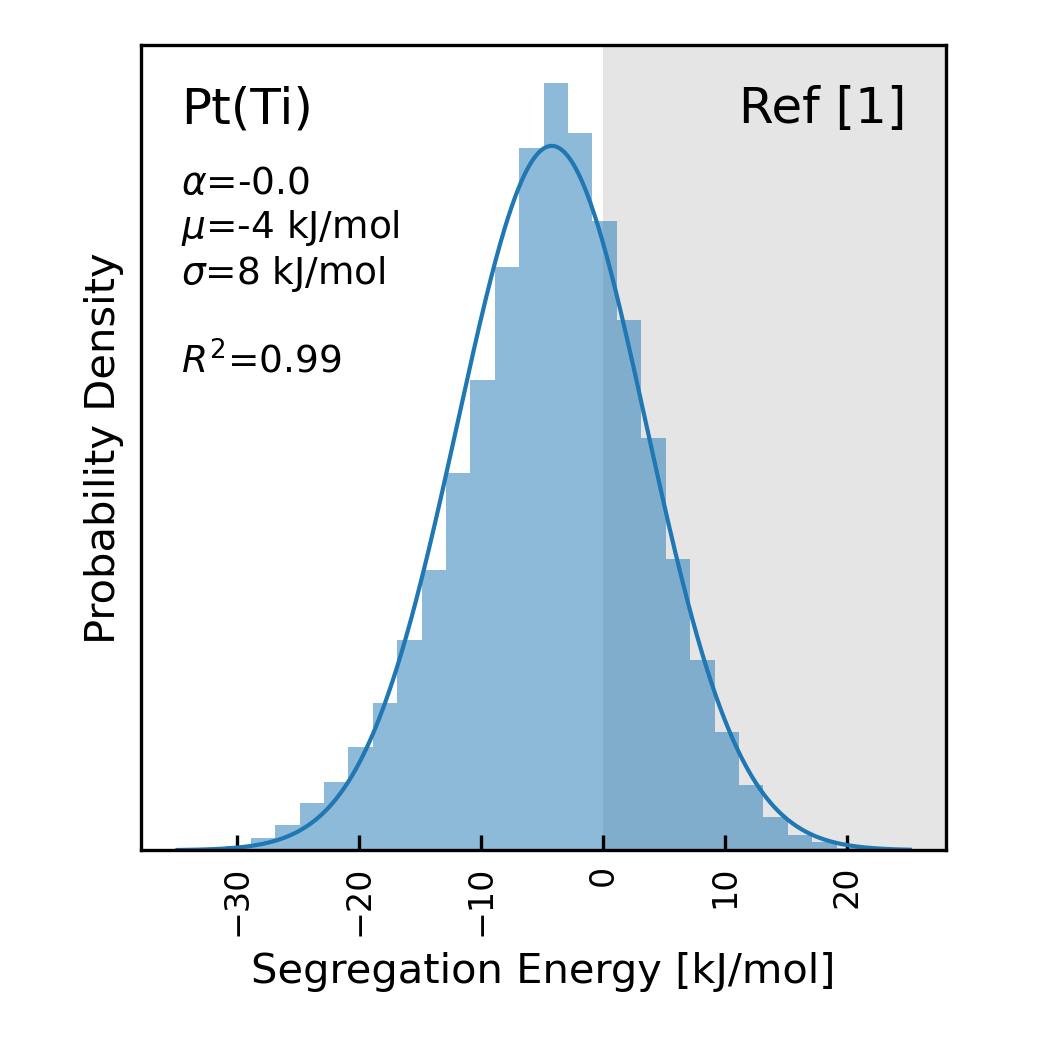 Pt(Ti)
Ref [1]
α=-0.0
μ=-4 kJ/mol
σ=8 kJ/mol
R²=0.99
Probability Density
−30
−20
−10
0
10
20
Segregation Energy [kJ/mol]